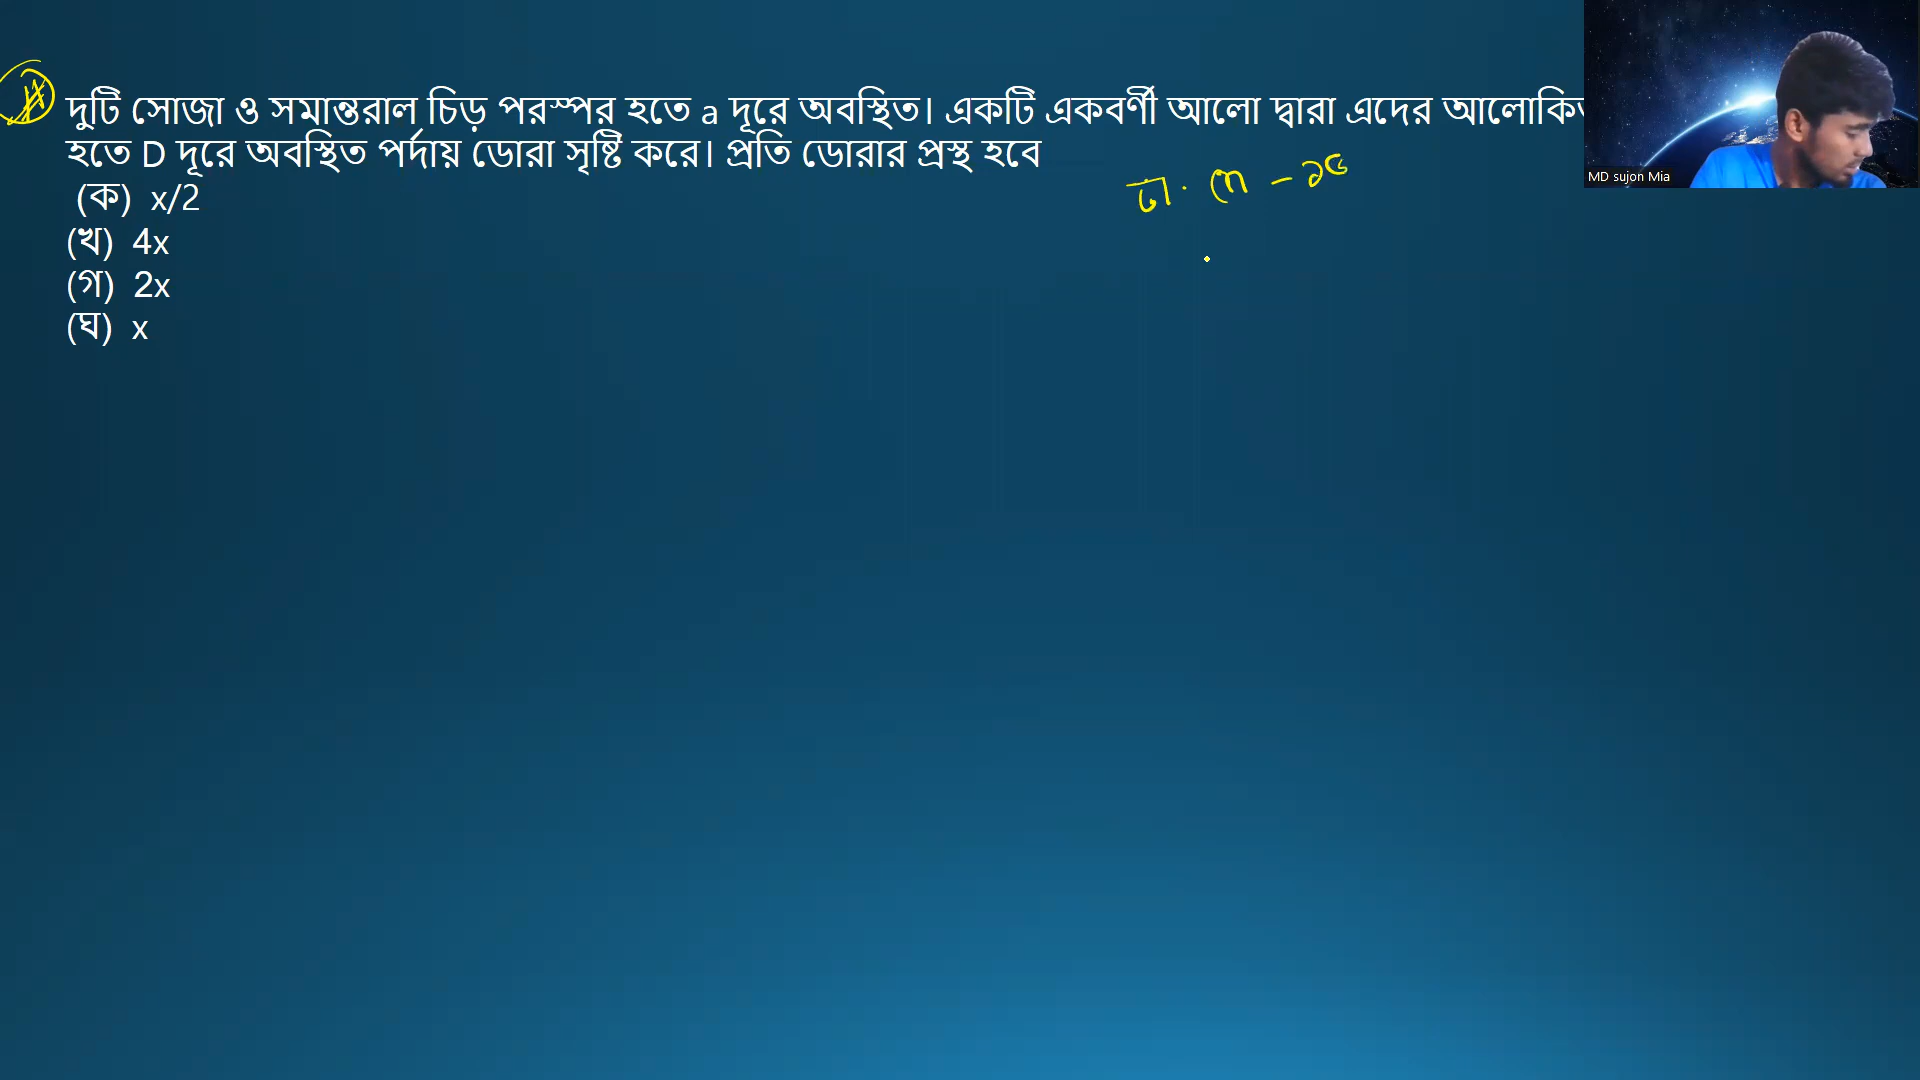 দুটি সোজা ও সমান্তরাল চিড় পরস্পর হতে a দূরে অবস্থিত। একটি একবর্ণী আলো দ্বারা এদের
হতে D দূরে অবস্থিত পর্দায় ডোরা সৃষ্টি করে। প্রতি ডোরার প্রস্থ হবে
ঢা. বো - ১৫
(ক) x/2
(খ) 4x
(গ) 2x
(ঘ) x
MD sujon Mia